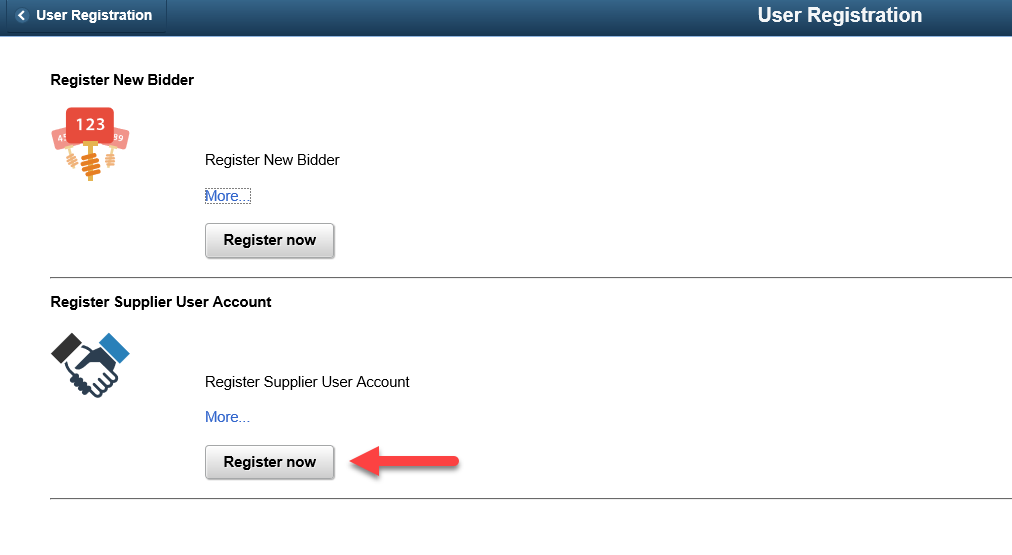 User Registration
User Registration
Register New Bidder
123
Register New Bidder
More...
Register now
Register Supplier User Account
Register Supplier User Account
More...
Register now